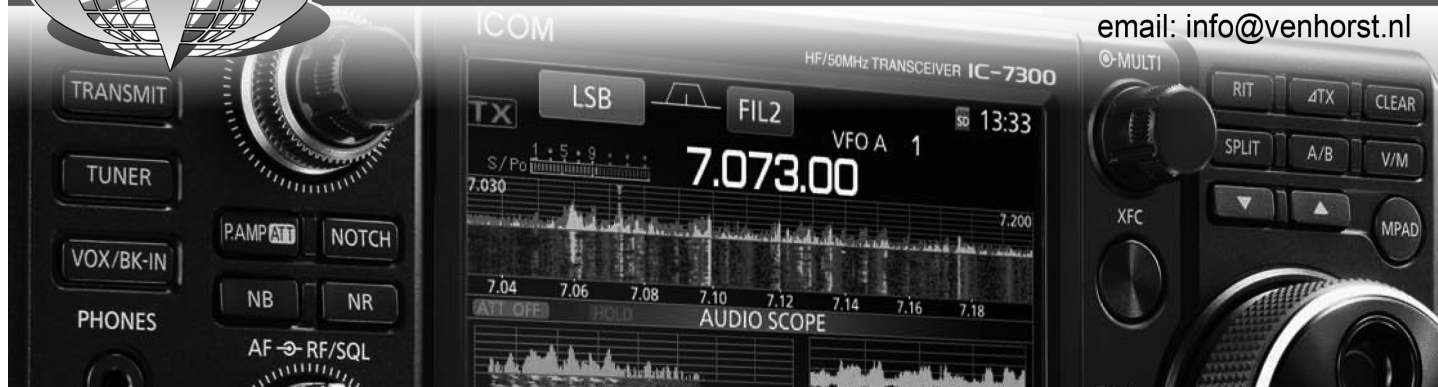 email: info@venhorst.nl
ICOM
HF/50MHz TRANSCEIVER IC-7300
TRANSMIT
TUNER
VOX/BK-IN
PHONES
P.AMP ATT
NOTCH
NB
NR
AF RF/SQL
TX
LSB
FIL2
SD 13:33
VFO A 1
S/Po 1 • 5 • 9
7.073.00
7.030
7.200
7.04 7.06 7.08 7.10 7.12 7.14 7.16 7.18
ATT OFF
HOLD
AUDIO SCOPE
MULTI
XFC
RIT
⊿TX
CLEAR
SPLIT
A/B
V/M
MPAD